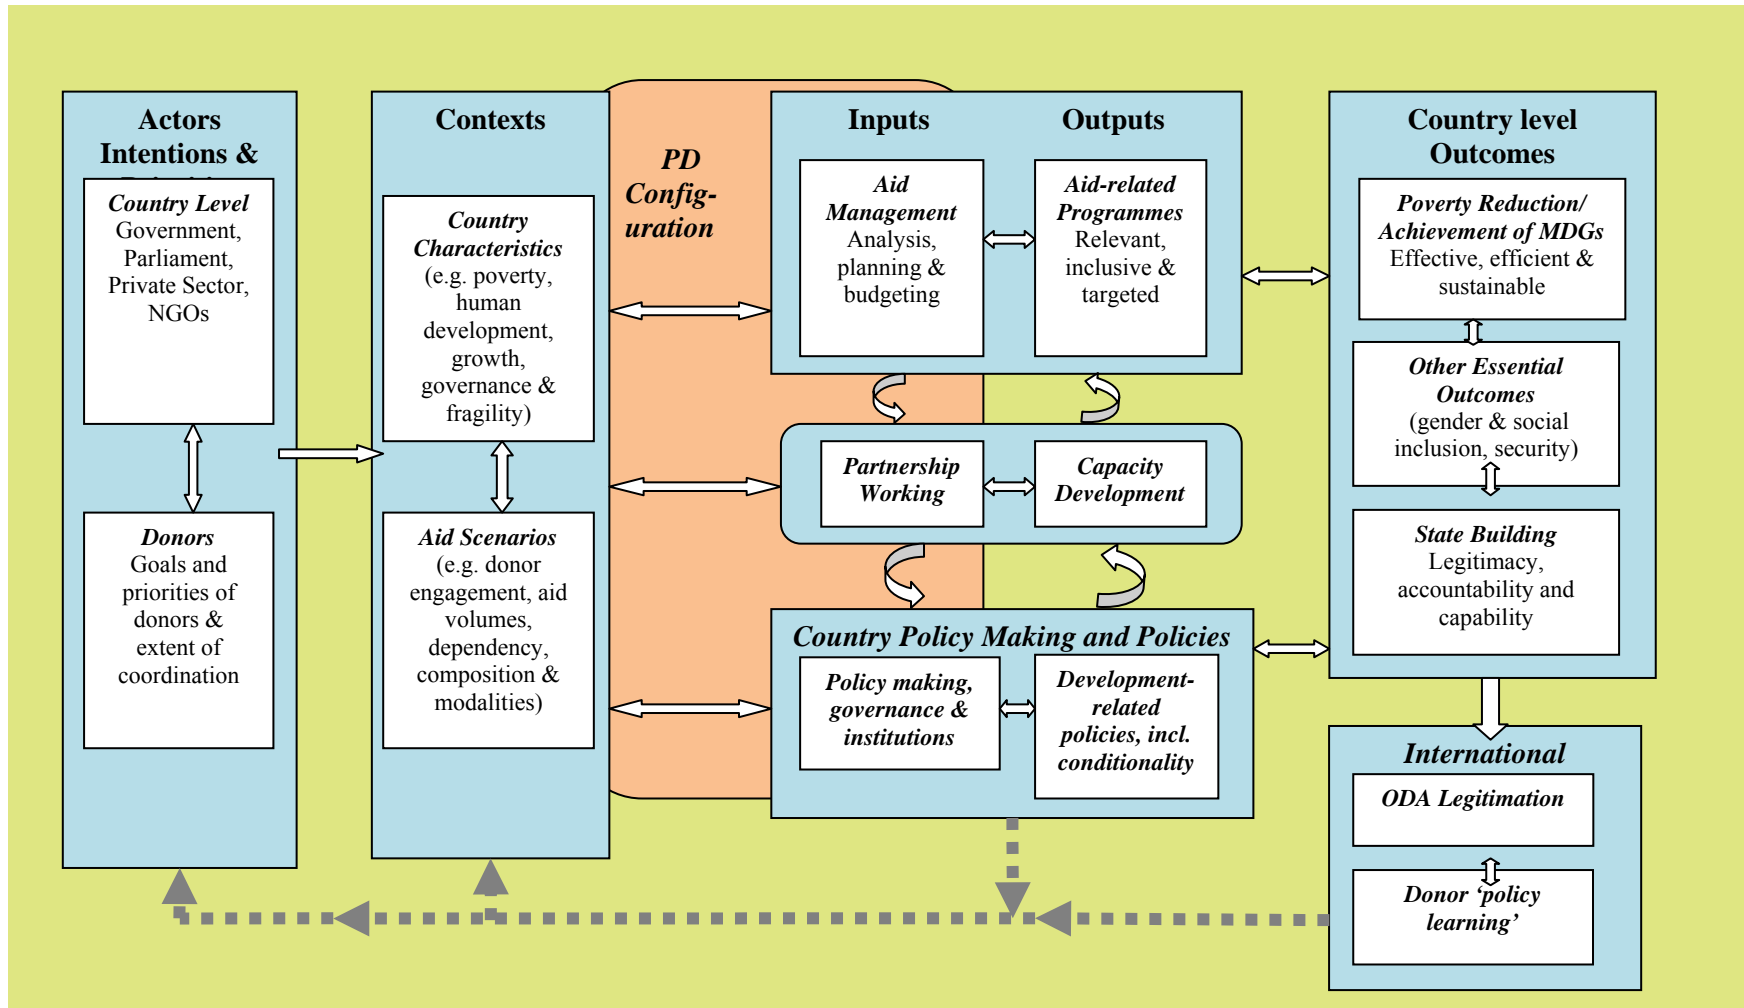 Actors
Intentions &
Country Level
Government,
Parliament,
Private Sector,
NGOs
Donors
Goals and
priorities of
donors &
extent of
coordination
Contexts
Country
Characteristics
(e.g. poverty,
human
development,
growth,
governance &
fragility)
Aid Scenarios
(e.g. donor
engagement, aid
volumes,
dependency,
composition &
modalities)
PD
Config-
uration
Inputs
Outputs
Aid
Management
Analysis,
planning &
budgeting
Aid-related
Programmes
Relevant,
inclusive &
targeted
Partnership
Working
Capacity
Development
Country Policy Making and Policies
Policy making,
governance &
institutions
Development-
related
policies, incl.
conditionality
Country level
Outcomes
Poverty Reduction/
Achievement of MDGs
Effective, efficient &
sustainable
Other Essential
Outcomes
(gender & social
inclusion, security)
State Building
Legitimacy,
accountability and
capability
International
ODA Legitimation
Donor ‘policy
learning’